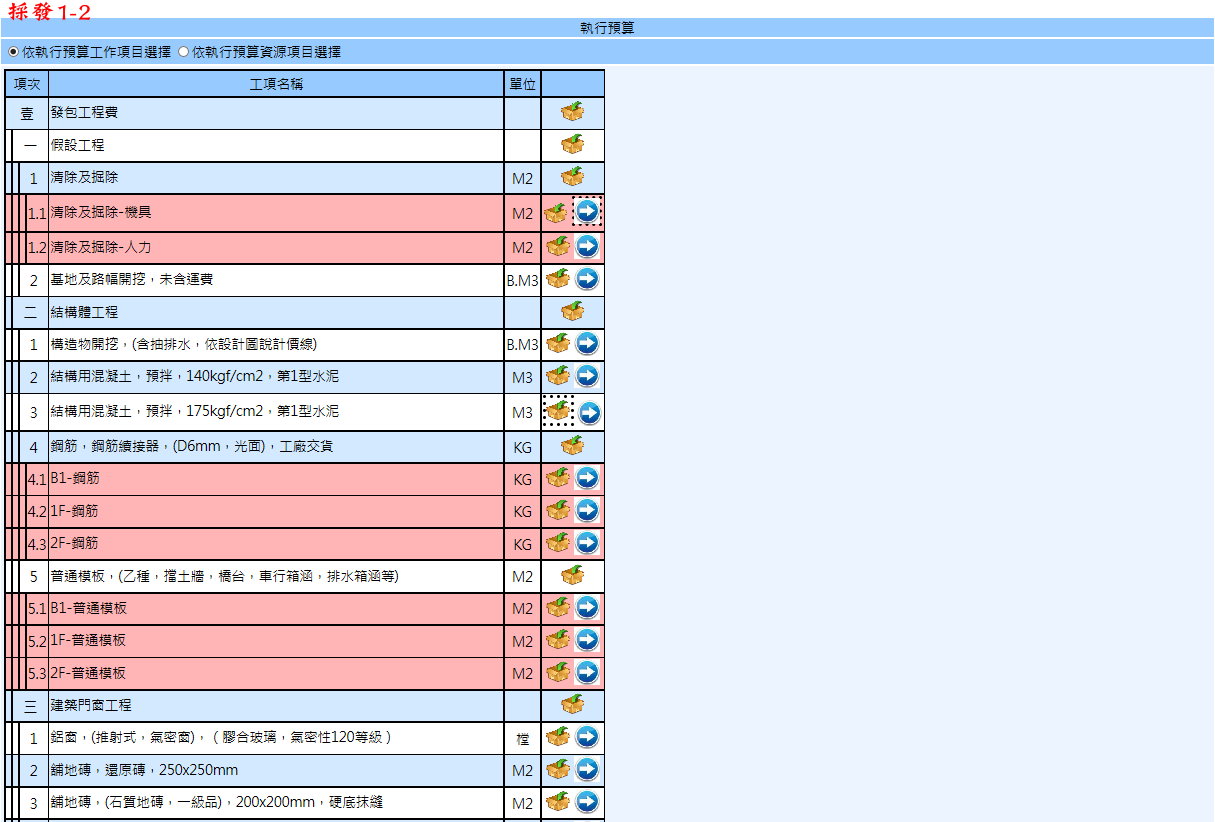 採發1-2
執行預算
依執行預算工作項目選擇 依執行預算資源項目選擇
項次 工項名稱 單位
壹 發包工程費
一 假設工程
1 清除及掘除 M2
1.1 清除及掘除-機具 M2
1.2 清除及掘除-人力 M2
2 基地及路幅開挖，未含運費 B.M3
二 結構體工程
1 構造物開挖，(含抽排水，依設計圖說計價線) B.M3
2 結構用混凝土，預拌，140kgf/cm2，第1型水泥 M3
3 結構用混凝土，預拌，175kgf/cm2，第1型水泥 M3
4 鋼筋，鋼筋續接器，(D6mm，光面)，工廠交貨 KG
4.1 B1-鋼筋 KG
4.2 1F-鋼筋 KG
4.3 2F-鋼筋 KG
5 普通模板，(乙種，擋土牆，橋台，車行箱涵，排水箱涵等) M2
5.1 B1-普通模板 M2
5.2 1F-普通模板 M2
5.3 2F-普通模板 M2
三 建築門窗工程
1 鋁窗，(推射式，氣密窗)，（膠合玻璃，氣密性120等級） 樘
2 舖地磚，還原磚，250x250mm M2
3 舖地磚，(石質地磚，一級品)，200x200mm，硬底抹縫 M2